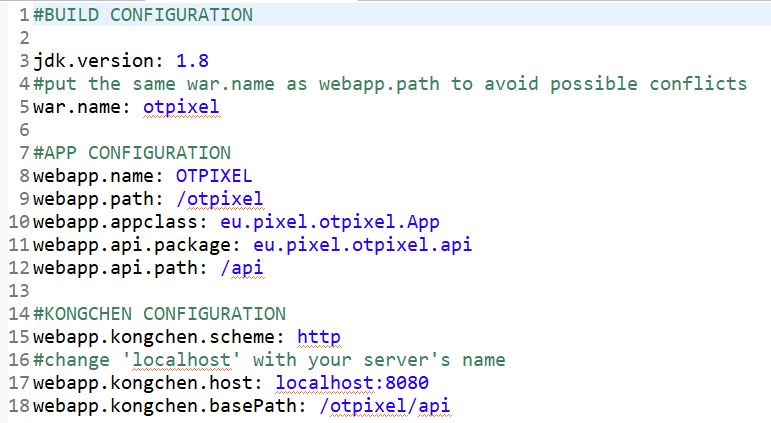 1 #BUILD CONFIGURATION
2
3 jdk.version: 1.8
4 #put the same war.name as webapp.path to avoid possible conflicts
5 war.name: otpixel
6
7 #APP CONFIGURATION
8 webapp.name: OTPIXEL
9 webapp.path: /otpixel
10 webapp.appclass: eu.pixel.otpixel.App
11 webapp.api.package: eu.pixel.otpixel.api
12 webapp.api.path: /api
13
14 #KONGCHEN CONFIGURATION
15 webapp.kongchen.scheme: http
16 #change 'localhost' with your server's name
17 webapp.kongchen.host: localhost:8080
18 webapp.kongchen.basePath: /otpixel/api